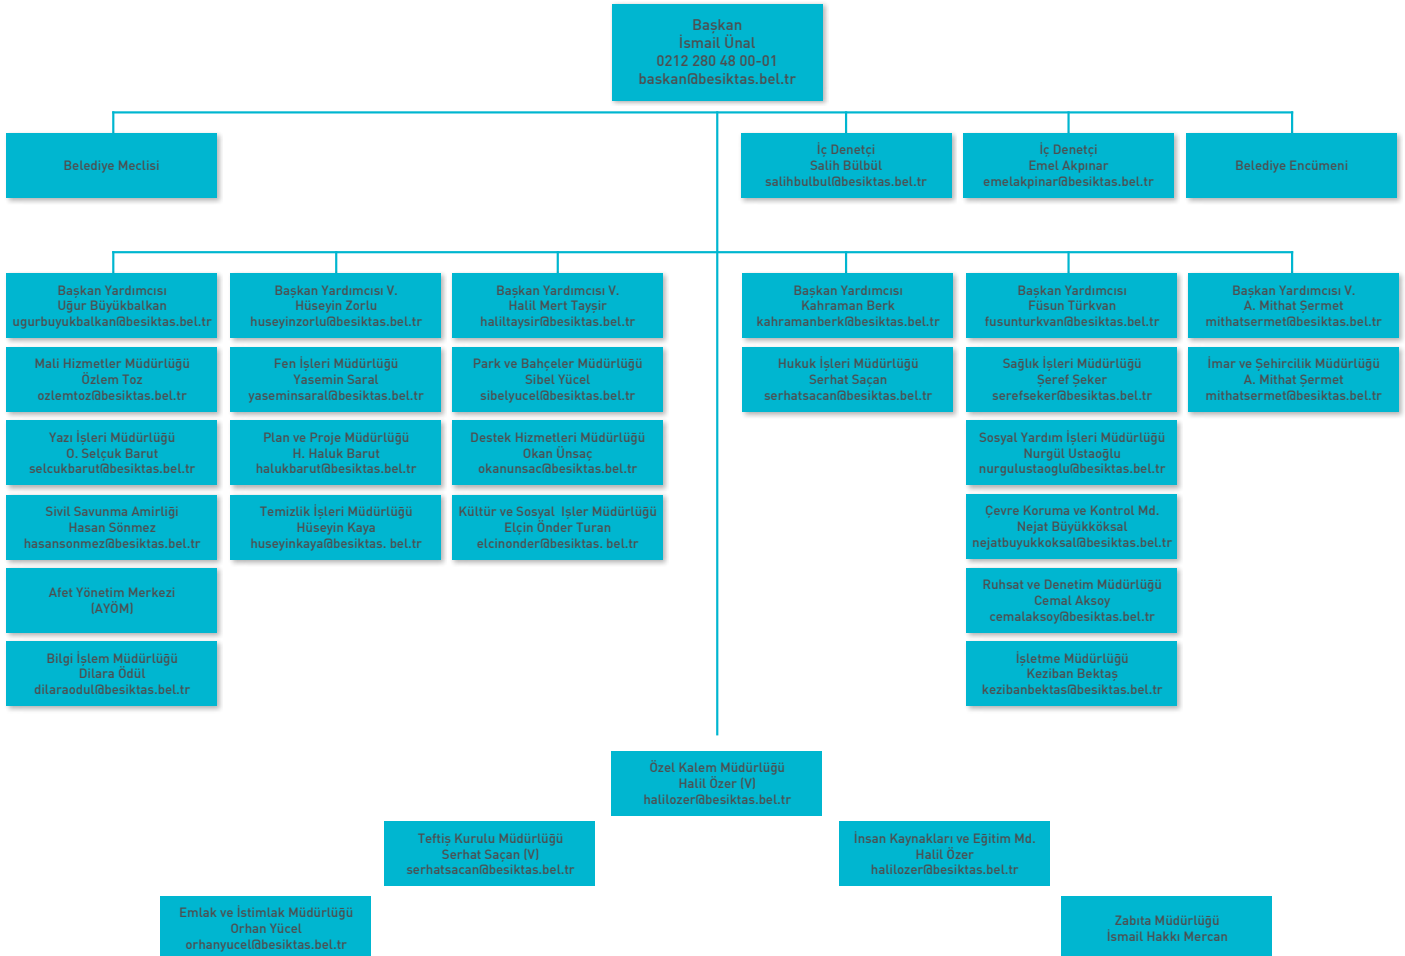 Başkan
İsmail Ünal
0212 280 48 00-01
baskan@besiktas.bel.tr
Belediye Meclisi
İç Denetçi
Salih Bülbül
salihbulbul@besiktas.bel.tr
İç Denetçi
Emel Akpınar
emelakpinar@besiktas.bel.tr
Belediye Encümeni
Başkan Yardımcısı
Uğur Büyükbalkan
ugurbuyukbalkan@besiktas.bel.tr
Başkan Yardımcısı V.
Hüseyin Zorlu
huseyinzorlu@besiktas.bel.tr
Başkan Yardımcısı V.
Halil Mert Tayşir
haliltaysir@besiktas.bel.tr
Başkan Yardımcısı
Kahraman Berk
kahramanberk@besiktas.bel.tr
Başkan Yardımcısı
Füsun Türkvan
fusunturkvan@besiktas.bel.tr
Başkan Yardımcısı V.
A. Mithat Şermet
mithatsermet@besiktas.bel.tr
Mali Hizmetler Müdürlüğü
Özlem Toz
ozlemtoz@besiktas.bel.tr
Fen İşleri Müdürlüğü
Yasemin Saral
yaseminsaral@besiktas.bel.tr
Park ve Bahçeler Müdürlüğü
Sibel Yücel
sibelyucel@besiktas.bel.tr
Hukuk İşleri Müdürlüğü
Serhat Saçan
serhatsacan@besiktas.bel.tr
Sağlık İşleri Müdürlüğü
Şeref Şeker
serefseker@besiktas.bel.tr
İmar ve Şehircilik Müdürlüğü
A. Mithat Şermet
mithatsermet@besiktas.bel.tr
Yazı İşleri Müdürlüğü
O. Selçuk Barut
selcukbarut@besiktas.bel.tr
Plan ve Proje Müdürlüğü
H. Haluk Barut
halukbarut@besiktas.bel.tr
Destek Hizmetleri Müdürlüğü
Okan Ünsaç
okanunsac@besiktas.bel.tr
Sosyal Yardım İşleri Müdürlüğü
Nurgül Ustaoğlu
nurgulustaoglu@besiktas.bel.tr
Sivil Savunma Amirliği
Hasan Sönmez
hasansonmez@besiktas.bel.tr
Temizlik İşleri Müdürlüğü
Hüseyin Kaya
huseyinkaya@besiktas. bel.tr
Kültür ve Sosyal  İşler Müdürlüğü
Elçin Önder Turan
elcinonder@besiktas. bel.tr
Çevre Koruma ve Kontrol Md.
Nejat Büyükköksal
nejatbuyukkoksal@besiktas.bel.tr
Afet Yönetim Merkezi
(AYÖM)
Ruhsat ve Denetim Müdürlüğü
Cemal Aksoy
cemalaksoy@besiktas.bel.tr
Bilgi İşlem Müdürlüğü
Dilara Ödül
dilaraodul@besiktas.bel.tr
İşletme Müdürlüğü
Keziban Bektaş
kezibanbektas@besiktas.bel.tr
Özel Kalem Müdürlüğü
Halil Özer (V)
halilozer@besiktas.bel.tr
Teftiş Kurulu Müdürlüğü
Serhat Saçan (V)
serhatsacan@besiktas.bel.tr
İnsan Kaynakları ve Eğitim Md.
Halil Özer
halilozer@besiktas.bel.tr
Emlak ve İstimlak Müdürlüğü
Orhan Yücel
orhanyucel@besiktas.bel.tr
Zabıta Müdürlüğü
İsmail Hakkı Mercan